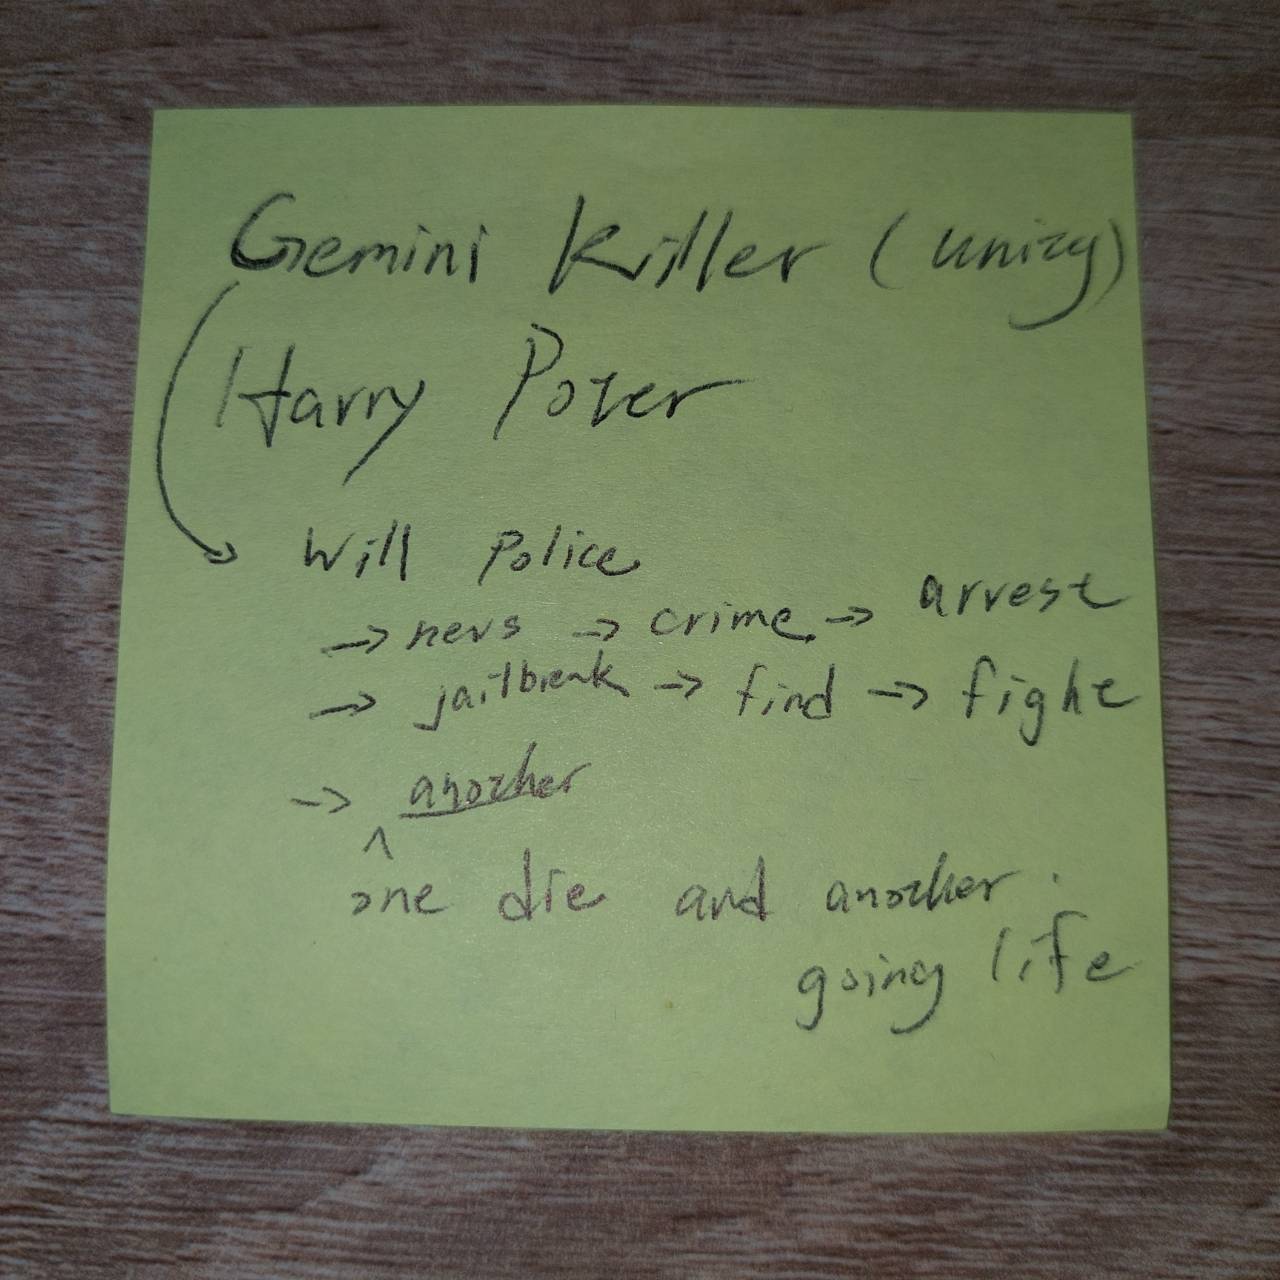 Gemini Killer (unity)
Harry Poter
Will Police
→ news → crime → arrest
→ jailbreak → find → fight
→ another
^
one die and another
going life